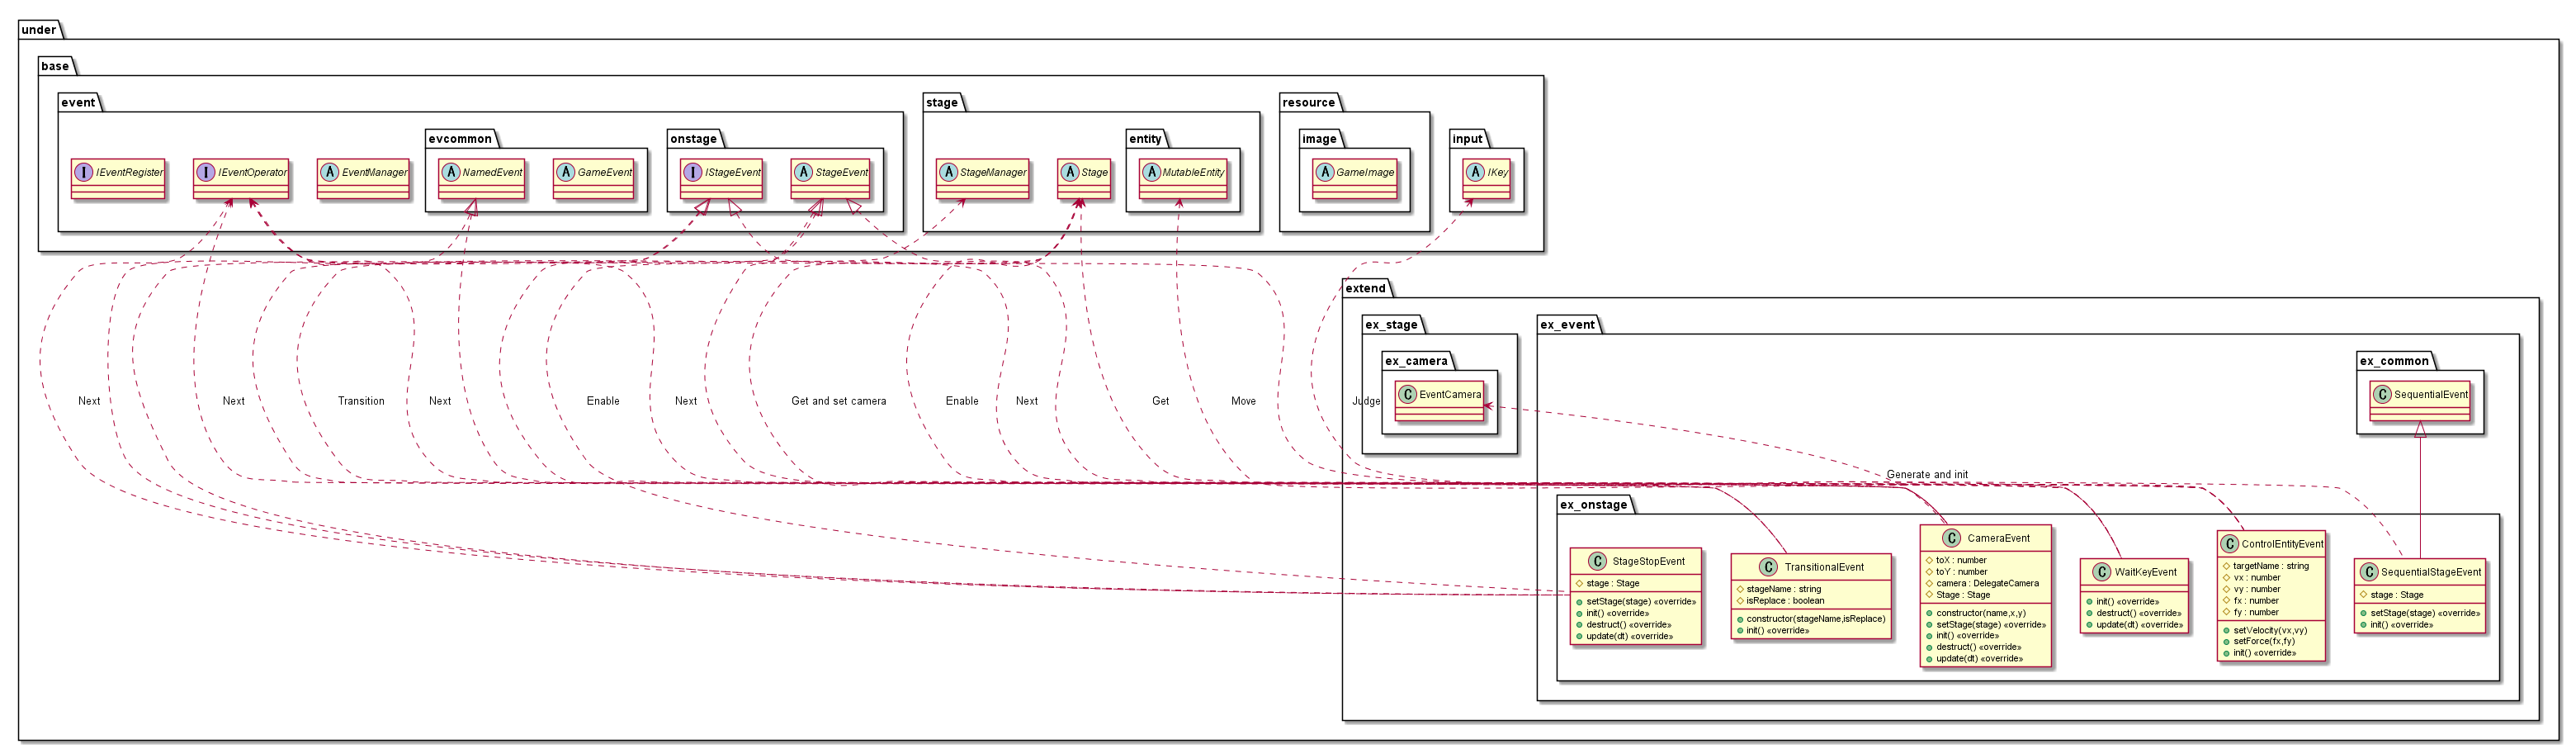 under
base
event
stage
resource
evcommon
onstage
entity
image
input
I IEventRegister
I IEventOperator
A EventManager
A NamedEvent
A GameEvent
I IStageEvent
A StageEvent
A StageManager
A Stage
A MutableEntity
A GameImage
A IKey
extend
ex_stage
ex_event
ex_camera
ex_common
C EventCamera
C SequentialEvent
Next
Next
Transition
Next
Enable
Next
Get and set camera
Enable
Next
Get
Move
Judge
Generate and init
ex_onstage
C StageStopEvent
stage : Stage
setStage(stage) «override»
init() «override»
destruct() «override»
update(dt) «override»
C TransitionalEvent
stageName : string
isReplace : boolean
constructor(stageName,isReplace)
init() «override»
C CameraEvent
toX : number
toY : number
camera : DelegateCamera
Stage : Stage
constructor(name,x,y)
setStage(stage) «override»
init() «override»
destruct() «override»
update(dt) «override»
C WaitKeyEvent
init() «override»
destruct() «override»
update(dt) «override»
C ControlEntityEvent
targetName : string
vx : number
vy : number
fx : number
fy : number
setVelocity(vx,vy)
setForce(fx,fy)
init() «override»
C SequentialStageEvent
stage : Stage
setStage(stage) «override»
init() «override»